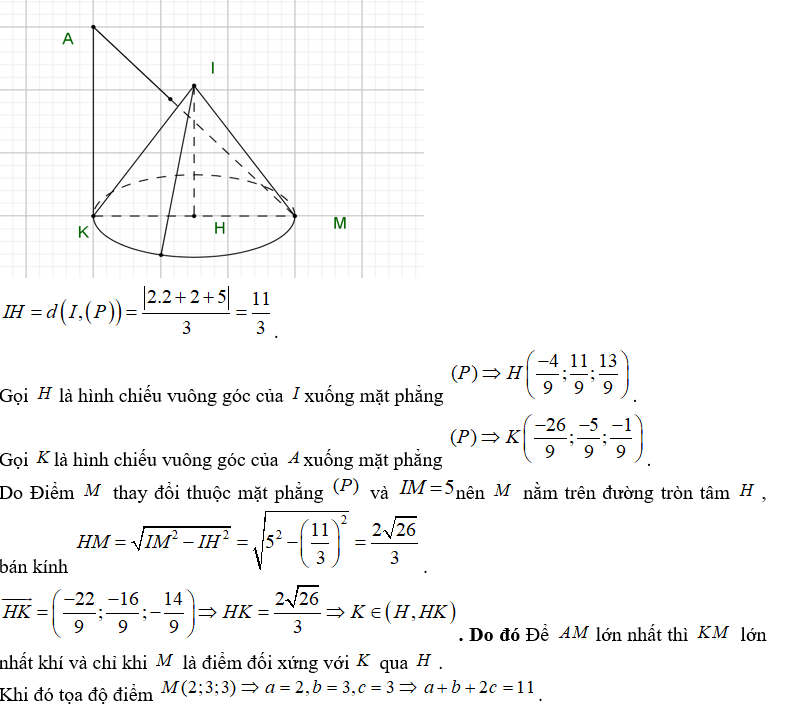 A
I
K
H
M
IH = d(I,(P)) = |2.2+2+5|/3 = 11/3 .
Gọi H là hình chiếu vuông góc của I xuống mặt phẳng (P) ⇒ H(-4/9; 11/9; 13/9).
Gọi K là hình chiếu vuông góc của A xuống mặt phẳng (P) ⇒ K(-26/9; -5/9; -1/9).
Do Điểm M thay đổi thuộc mặt phẳng (P) và IM = 5 nên M nằm trên đường tròn tâm H ,
bán kính HM = √(IM² − IH²) = √(5² − (11/3)²) = 2√26/3 .
HK = (-22/9; -16/9; -14/9) ⇒ HK = 2√26/3 ⇒ K ∈ (H, HK) . Do đó Để AM lớn nhất thì KM lớn
nhất khí và chỉ khi M là điểm đối xứng với K qua H .
Khi đó tọa độ điểm M(2;3;3) ⇒ a = 2, b = 3, c = 3 ⇒ a + b + 2c = 11 .